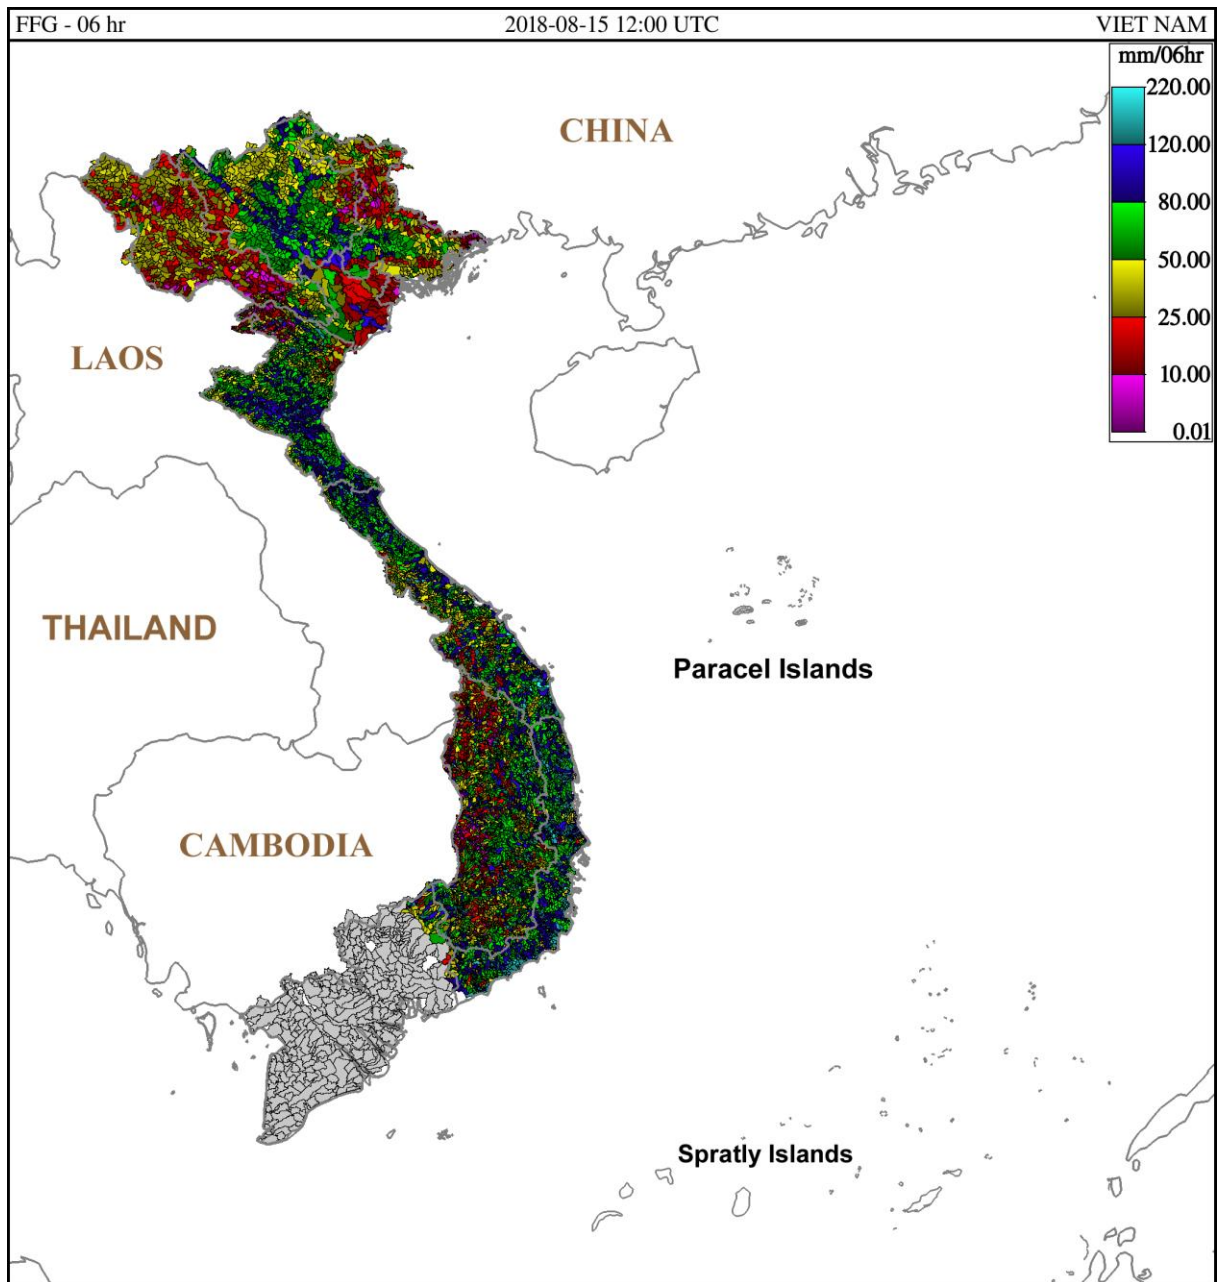 FFG - 06 hr 2018-08-15 12:00 UTC VIET NAM
mm/06hr
220.00
120.00
80.00
50.00
25.00
10.00
0.01
CHINA
LAOS
THAILAND
Paracel Islands
CAMBODIA
Spratly Islands